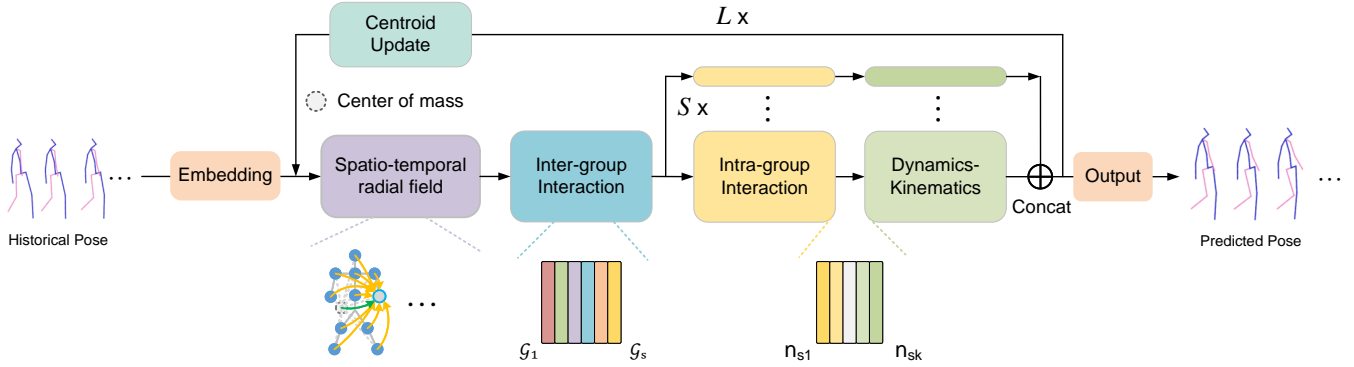 Centroid
Update
L x
Center of mass
S x
Embedding
Spatio-temporal
radial field
Inter-group
Interaction
Intra-group
Interaction
Dynamics-
Kinematics
Concat
Output
Historical Pose
Predicted Pose
𝒢₁
𝒢ₛ
nₛ₁
nₛₖ